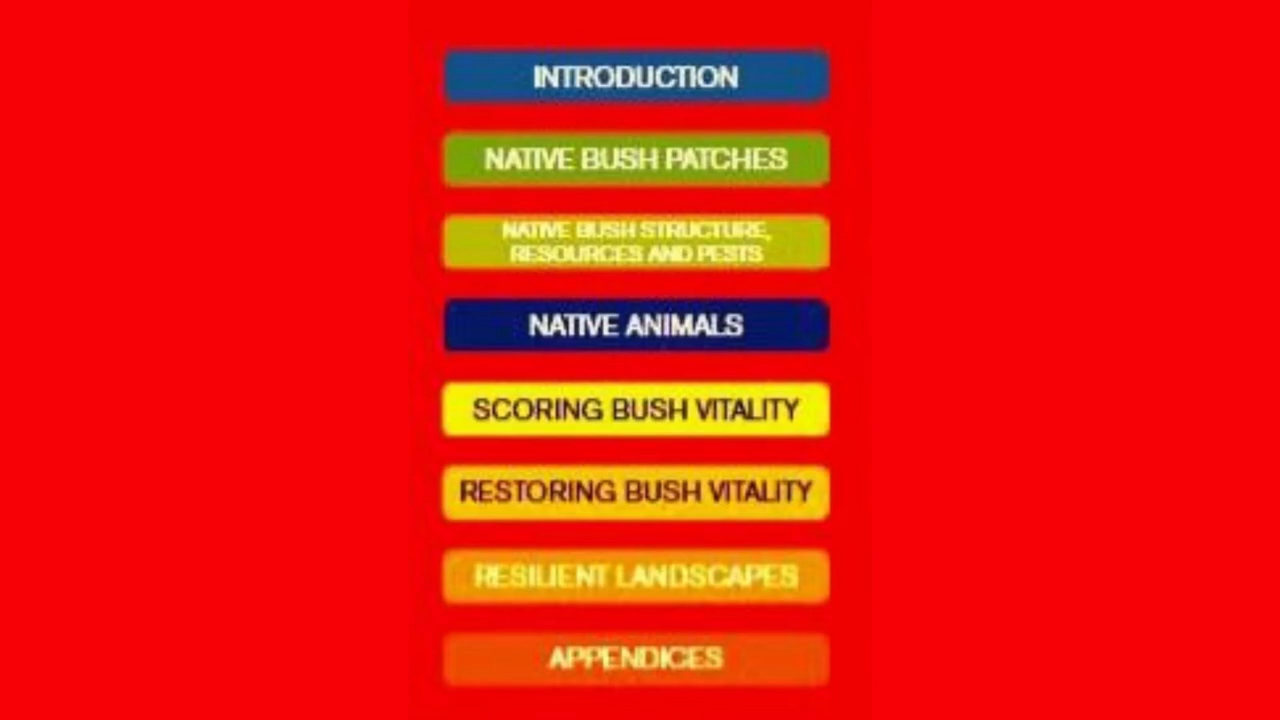 INTRODUCTION
NATIVE BUSH PATCHES
NATIVE BUSH STRUCTURE,
RESOURCES AND PESTS
NATIVE ANIMALS
SCORING BUSH VITALITY
RESTORING BUSH VITALITY
RESILIENT LANDSCAPES
APPENDICES